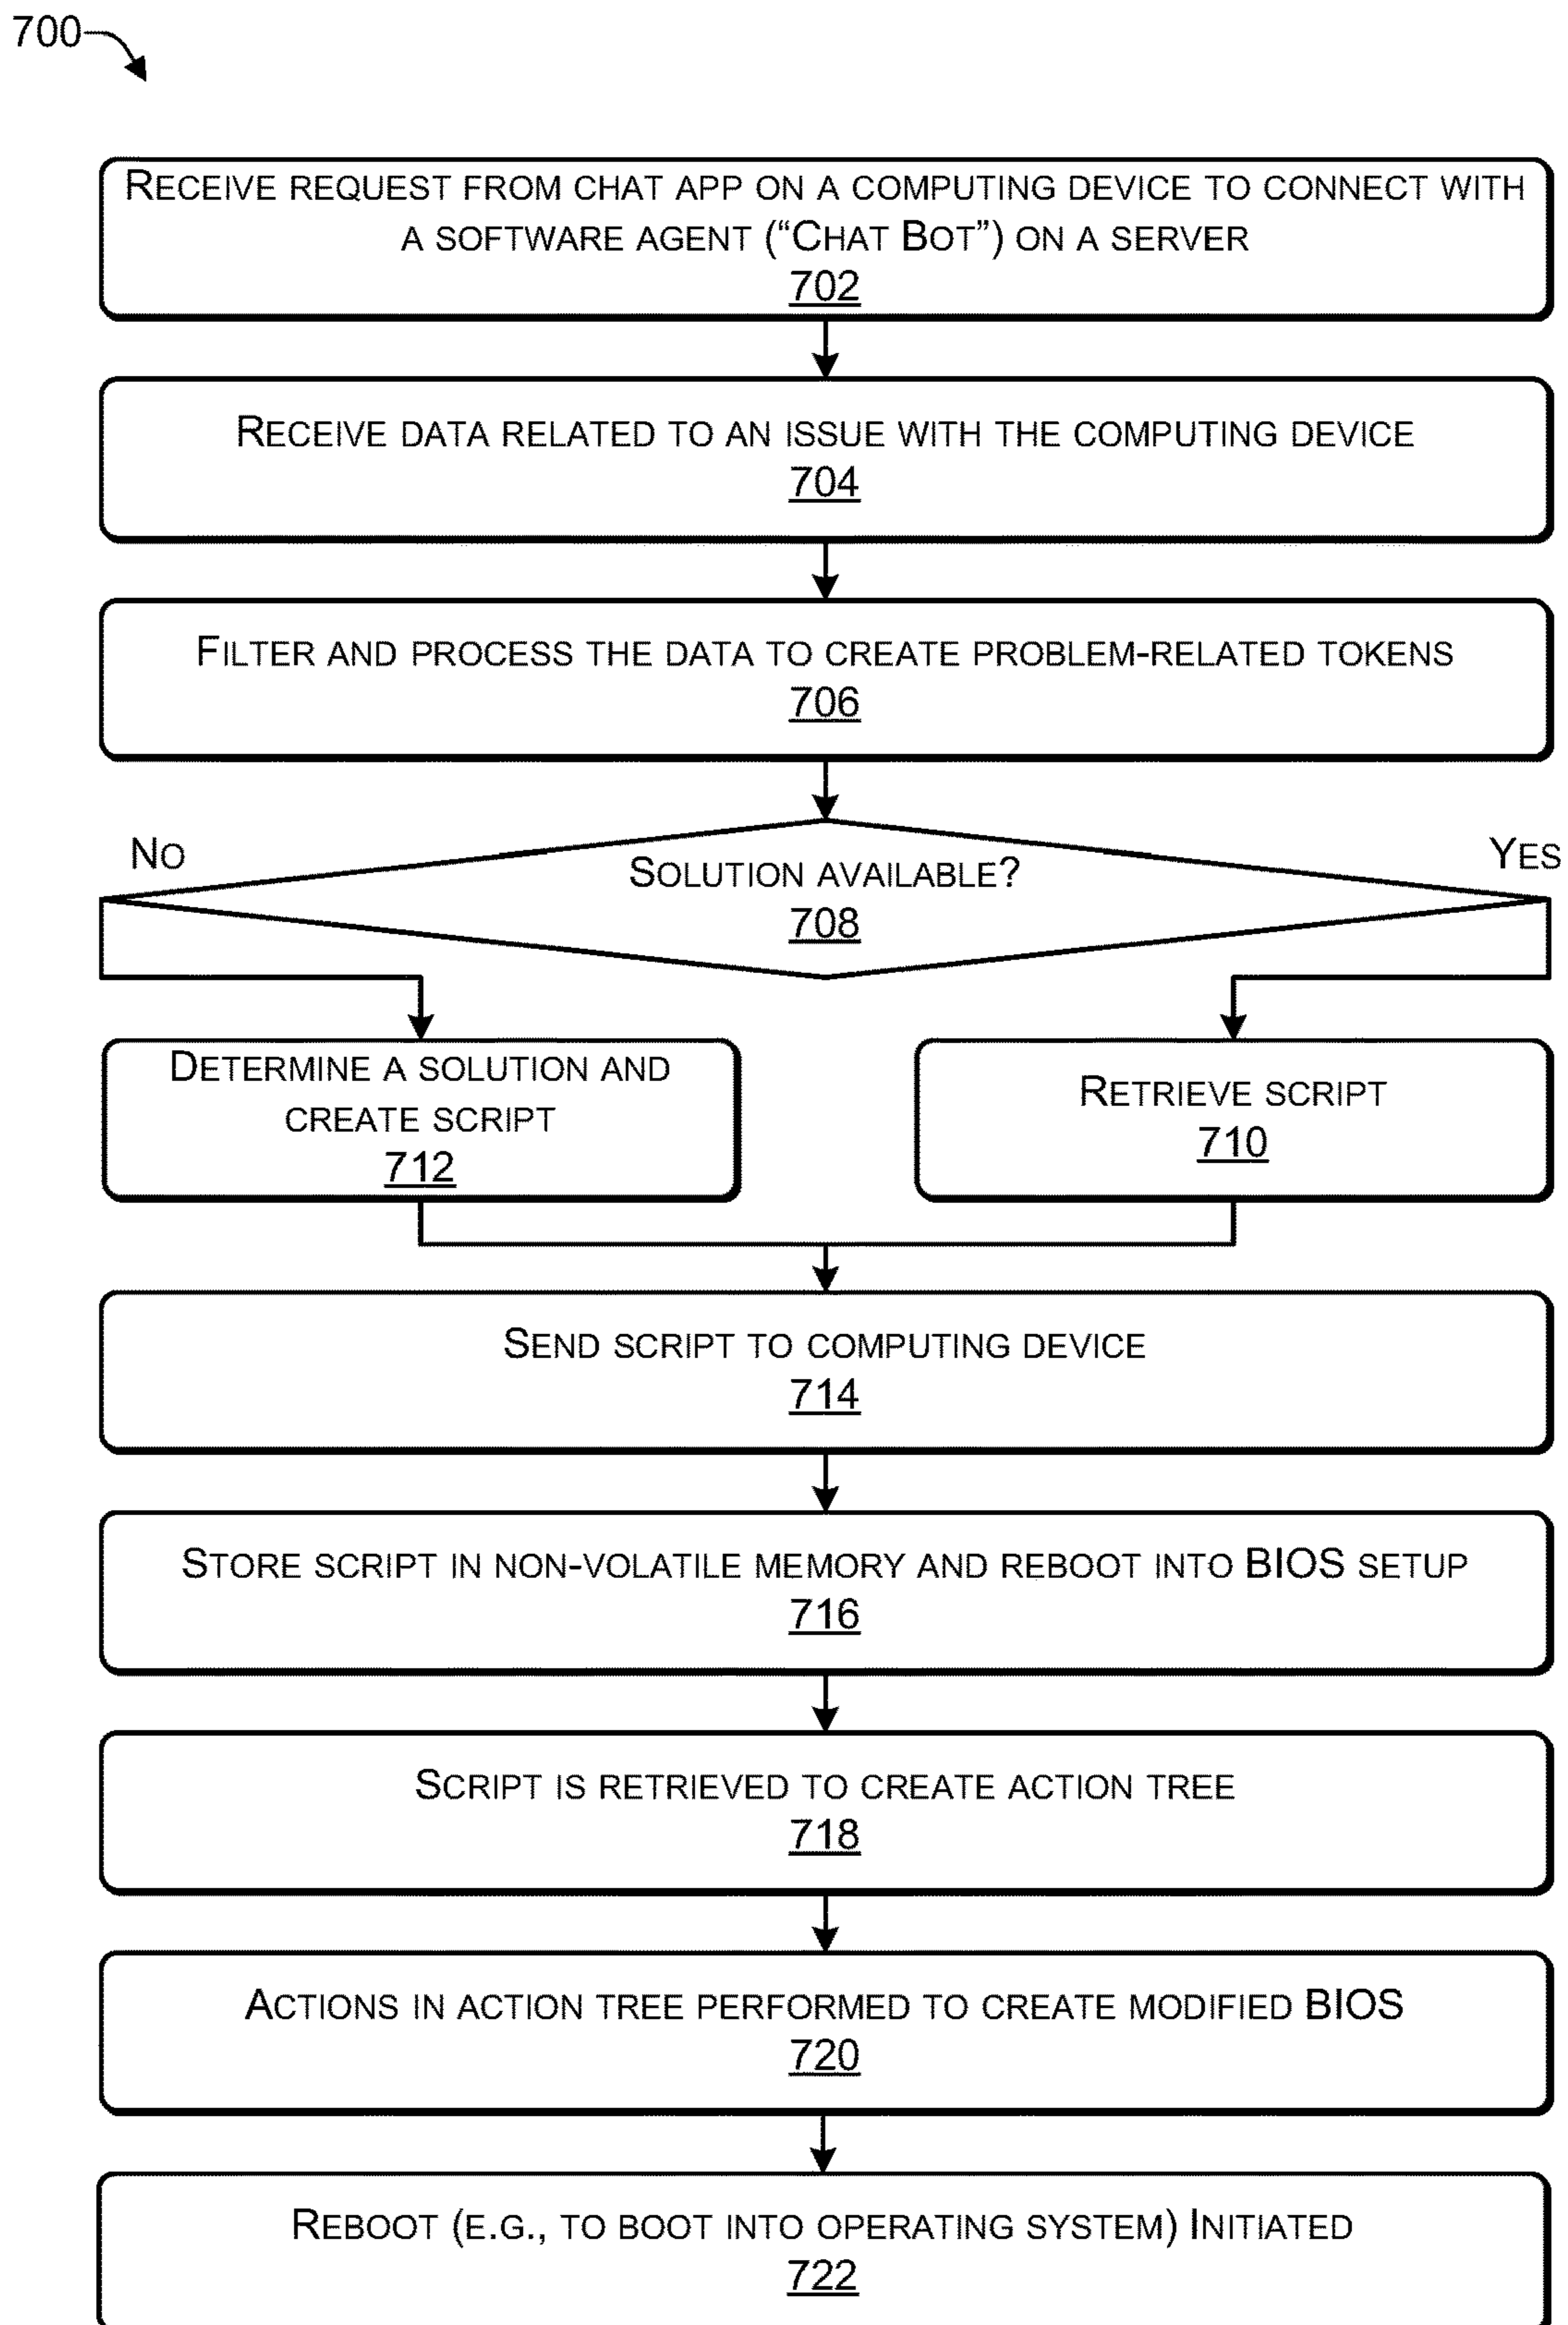 700
RECEIVE REQUEST FROM CHAT APP ON A COMPUTING DEVICE TO CONNECT WITH
A SOFTWARE AGENT (“CHAT BOT”) ON A SERVER
702
RECEIVE DATA RELATED TO AN ISSUE WITH THE COMPUTING DEVICE
704
FILTER AND PROCESS THE DATA TO CREATE PROBLEM-RELATED TOKENS
706
NO
YES
SOLUTION AVAILABLE?
708
DETERMINE A SOLUTION AND
CREATE SCRIPT
712
RETRIEVE SCRIPT
710
SEND SCRIPT TO COMPUTING DEVICE
714
STORE SCRIPT IN NON-VOLATILE MEMORY AND REBOOT INTO BIOS SETUP
716
SCRIPT IS RETRIEVED TO CREATE ACTION TREE
718
ACTIONS IN ACTION TREE PERFORMED TO CREATE MODIFIED BIOS
720
REBOOT (E.G., TO BOOT INTO OPERATING SYSTEM) INITIATED
722